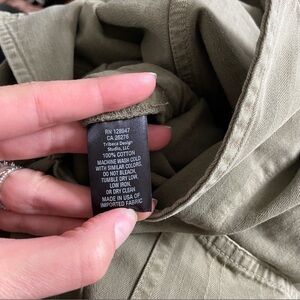 RN 128947
CA 26276
Tribeca Design
Studio, LLC
100% COTTON
MACHINE WASH COLD
WITH SIMILAR COLORS.
DO NOT BLEACH.
TUMBLE DRY LOW.
LOW IRON,
OR DRY CLEAN
MADE IN USA OF
IMPORTED FABRIC